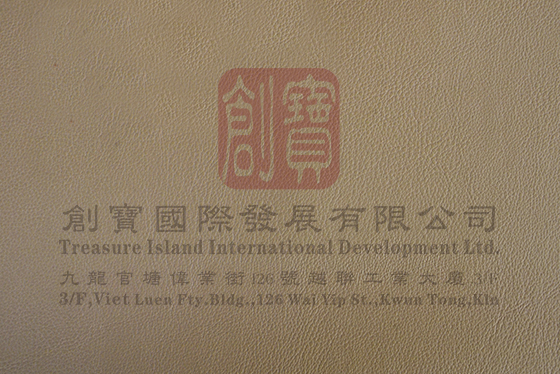 創寶
創寶國際發展有限公司
Treasure Island International Development Ltd.
九龍官塘偉業街126號越聯工業大廈3/F
3/F,Viet Luen Fty.Bldg.,126 Wai Yip St.,Kwun Tong,Kln